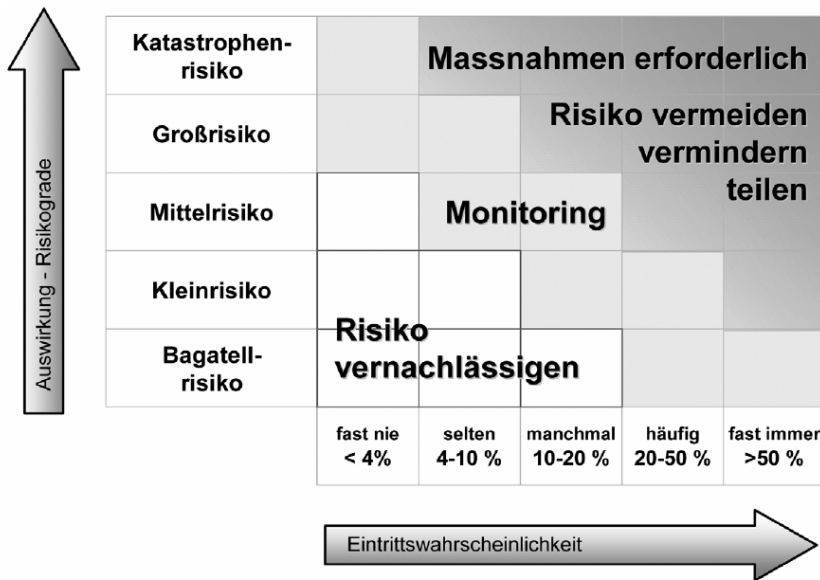 Auswirkung - Risikograde
Katastrophen-
risiko
Massnahmen erforderlich
Großrisiko
Risiko vermeiden
vermindern
teilen
Mittelrisiko
Monitoring
Kleinrisiko
Risiko
vernachlässigen
Bagatell-
risiko
fast nie
< 4%
selten
4-10 %
manchmal
10-20 %
häufig
20-50 %
fast immer
>50 %
Eintrittswahrscheinlichkeit